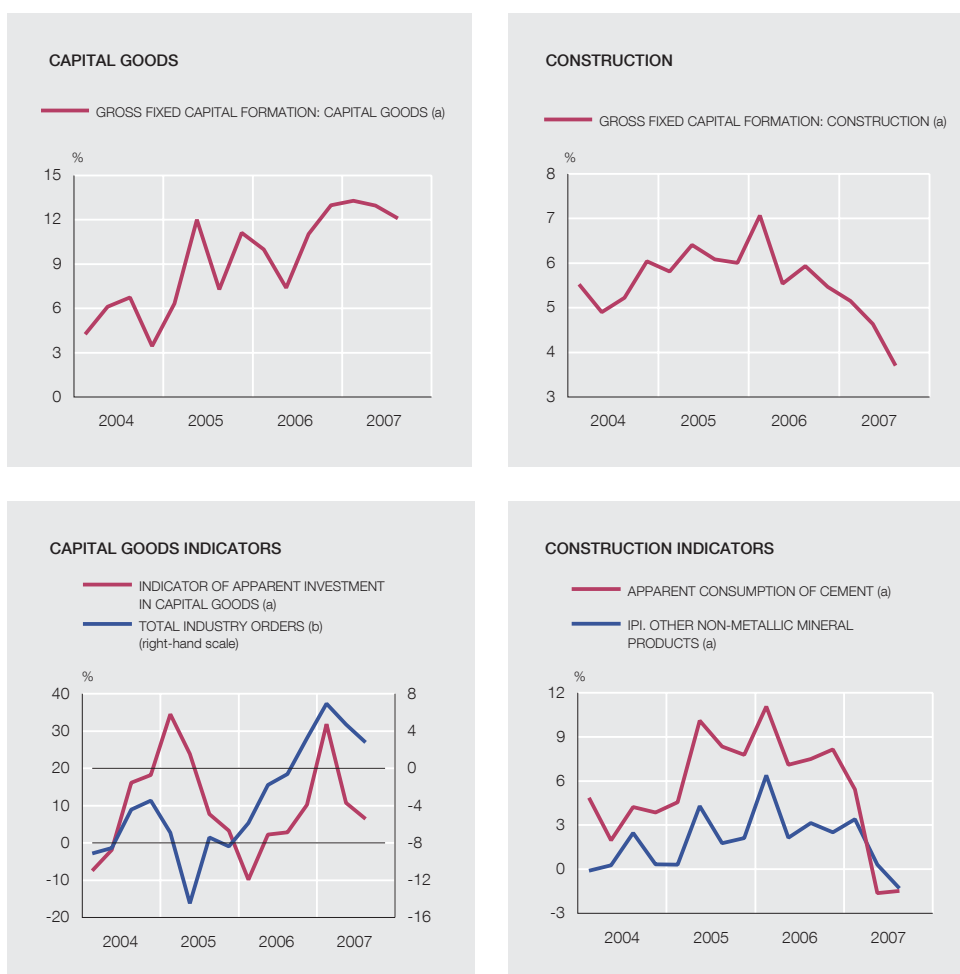 CAPITAL GOODS
GROSS FIXED CAPITAL FORMATION: CAPITAL GOODS (a)
%
15
12
9
6
3
0
2004 2005 2006 2007
CONSTRUCTION
GROSS FIXED CAPITAL FORMATION: CONSTRUCTION (a)
%
8
7
6
5
4
3
2004 2005 2006 2007
CAPITAL GOODS INDICATORS
INDICATOR OF APPARENT INVESTMENT
IN CAPITAL GOODS (a)
TOTAL INDUSTRY ORDERS (b)
(right-hand scale)
%
40 8
30 4
20 0
10 -4
0 -8
-10 -12
-20 -16
2004 2005 2006 2007
CONSTRUCTION INDICATORS
APPARENT CONSUMPTION OF CEMENT (a)
IPI. OTHER NON-METALLIC MINERAL
PRODUCTS (a)
%
12
9
6
3
0
-3
2004 2005 2006 2007